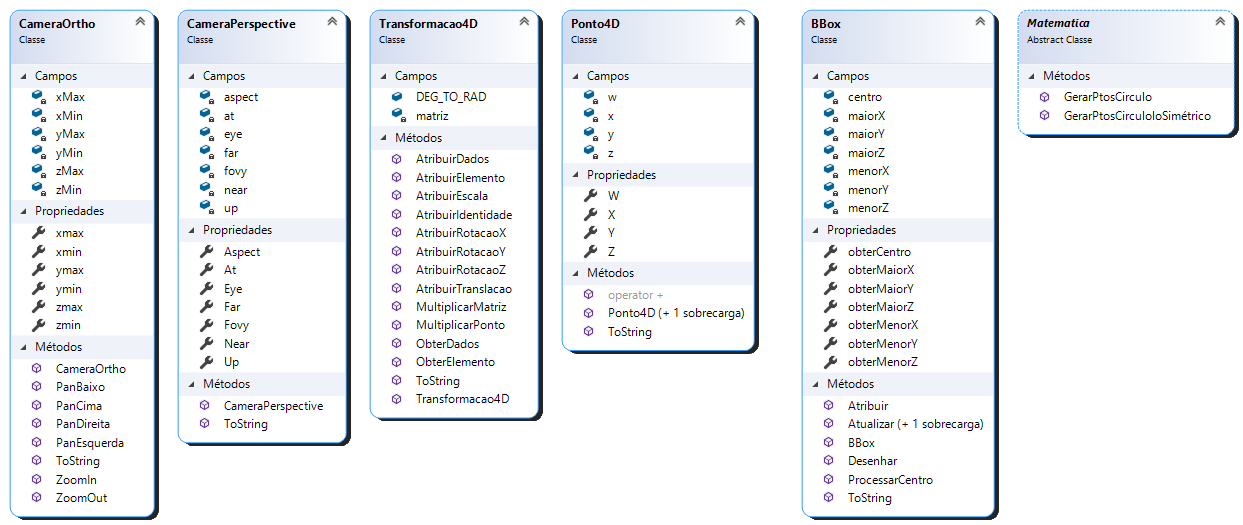 CameraOrtho
Classe
Campos
xMax
xMin
yMax
yMin
zMax
zMin
Propriedades
xmax
xmin
ymax
ymin
zmax
zmin
Métodos
CameraOrtho
PanBaixo
PanCima
PanDireita
PanEsquerda
ToString
ZoomIn
ZoomOut
CameraPerspective
Classe
Campos
aspect
at
eye
far
fovy
near
up
Propriedades
Aspect
At
Eye
Far
Fovy
Near
Up
Métodos
CameraPerspective
ToString
Transformacao4D
Classe
Campos
DEG_TO_RAD
matriz
Métodos
AtribuirDados
AtribuirElemento
AtribuirEscala
AtribuirIdentidade
AtribuirRotacaoX
AtribuirRotacaoY
AtribuirRotacaoZ
AtribuirTranslacao
MultiplicarMatriz
MultiplicarPonto
ObterDados
ObterElemento
ToString
Transformacao4D
Ponto4D
Classe
Campos
w
x
y
z
Propriedades
W
X
Y
Z
Métodos
operator +
Ponto4D (+ 1 sobrecarga)
ToString
BBox
Classe
Campos
centro
maiorX
maiorY
maiorZ
menorX
menorY
menorZ
Propriedades
obterCentro
obterMaiorX
obterMaiorY
obterMaiorZ
obterMenorX
obterMenorY
obterMenorZ
Métodos
Atribuir
Atualizar (+ 1 sobrecarga)
BBox
Desenhar
ProcessarCentro
ToString
Matematica
Abstract Classe
Métodos
GerarPtosCirculo
GerarPtosCirculoloSimétrico